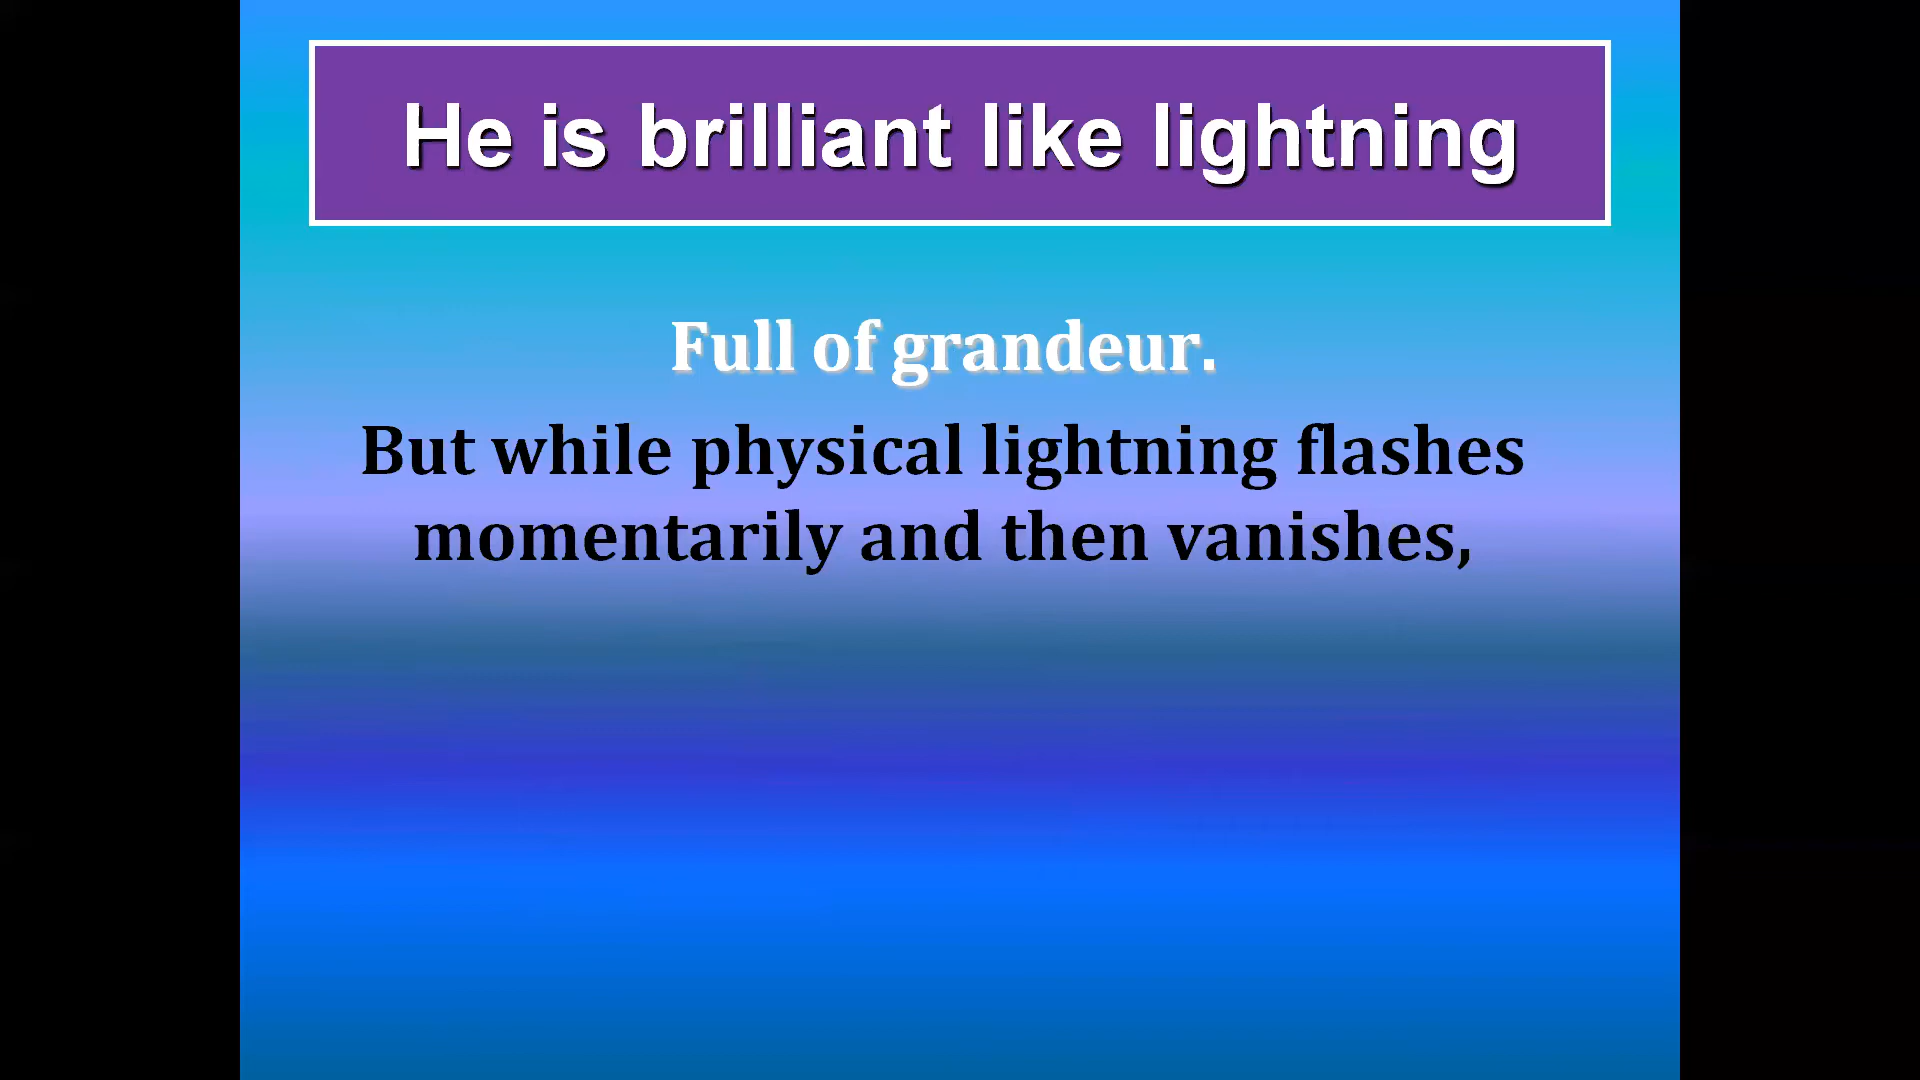 He is brilliant like lightning
Full of grandeur.
But while physical lightning flashes
momentarily and then vanishes,